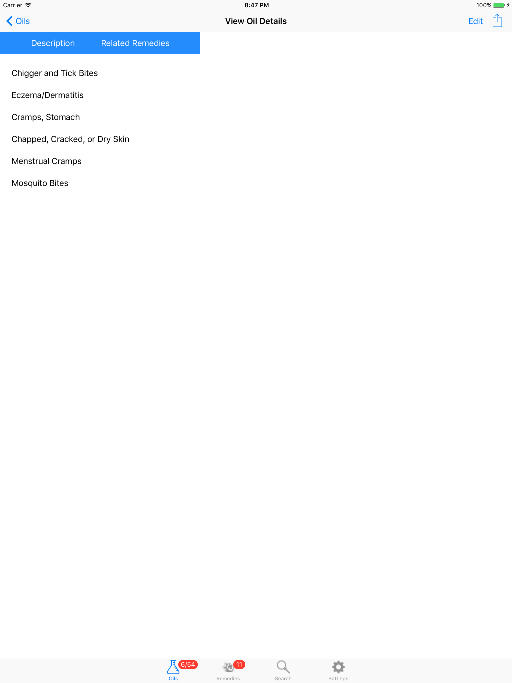 Carrier 8:47 PM 100%
Oils View Oil Details Edit
Description Related Remedies
Chigger and Tick Bites
Eczema/Dermatitis
Cramps, Stomach
Chapped, Cracked, or Dry Skin
Menstrual Cramps
Mosquito Bites
6/54 11
Oils Remedies Search Settings